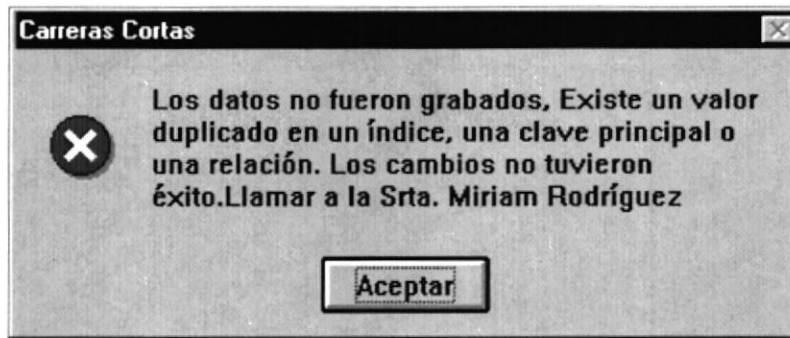 Carreras Cortas
Los datos no fueron grabados, Existe un valor
duplicado en un índice, una clave principal o
una relación. Los cambios no tuvieron
éxito.Llamar a la Srta. Miriam Rodríguez
Aceptar